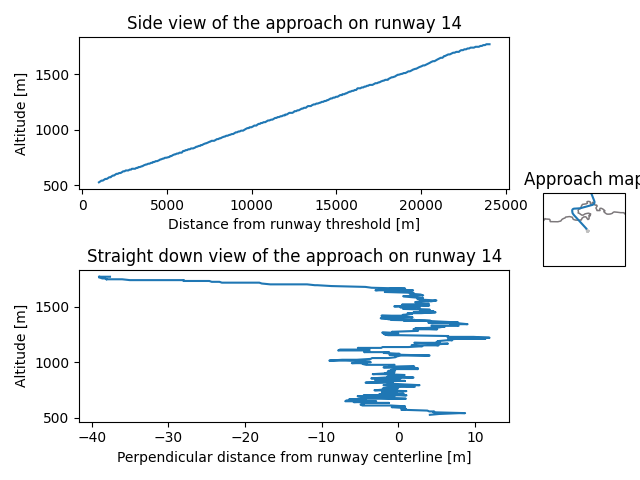 Side view of the approach on runway 14
Altitude [m]
1500
1000
500
0
5000
10000
15000
20000
25000
Distance from runway threshold [m]
Approach map
Straight down view of the approach on runway 14
Altitude [m]
1500
1000
500
−40
−30
−20
−10
0
10
Perpendicular distance from runway centerline [m]